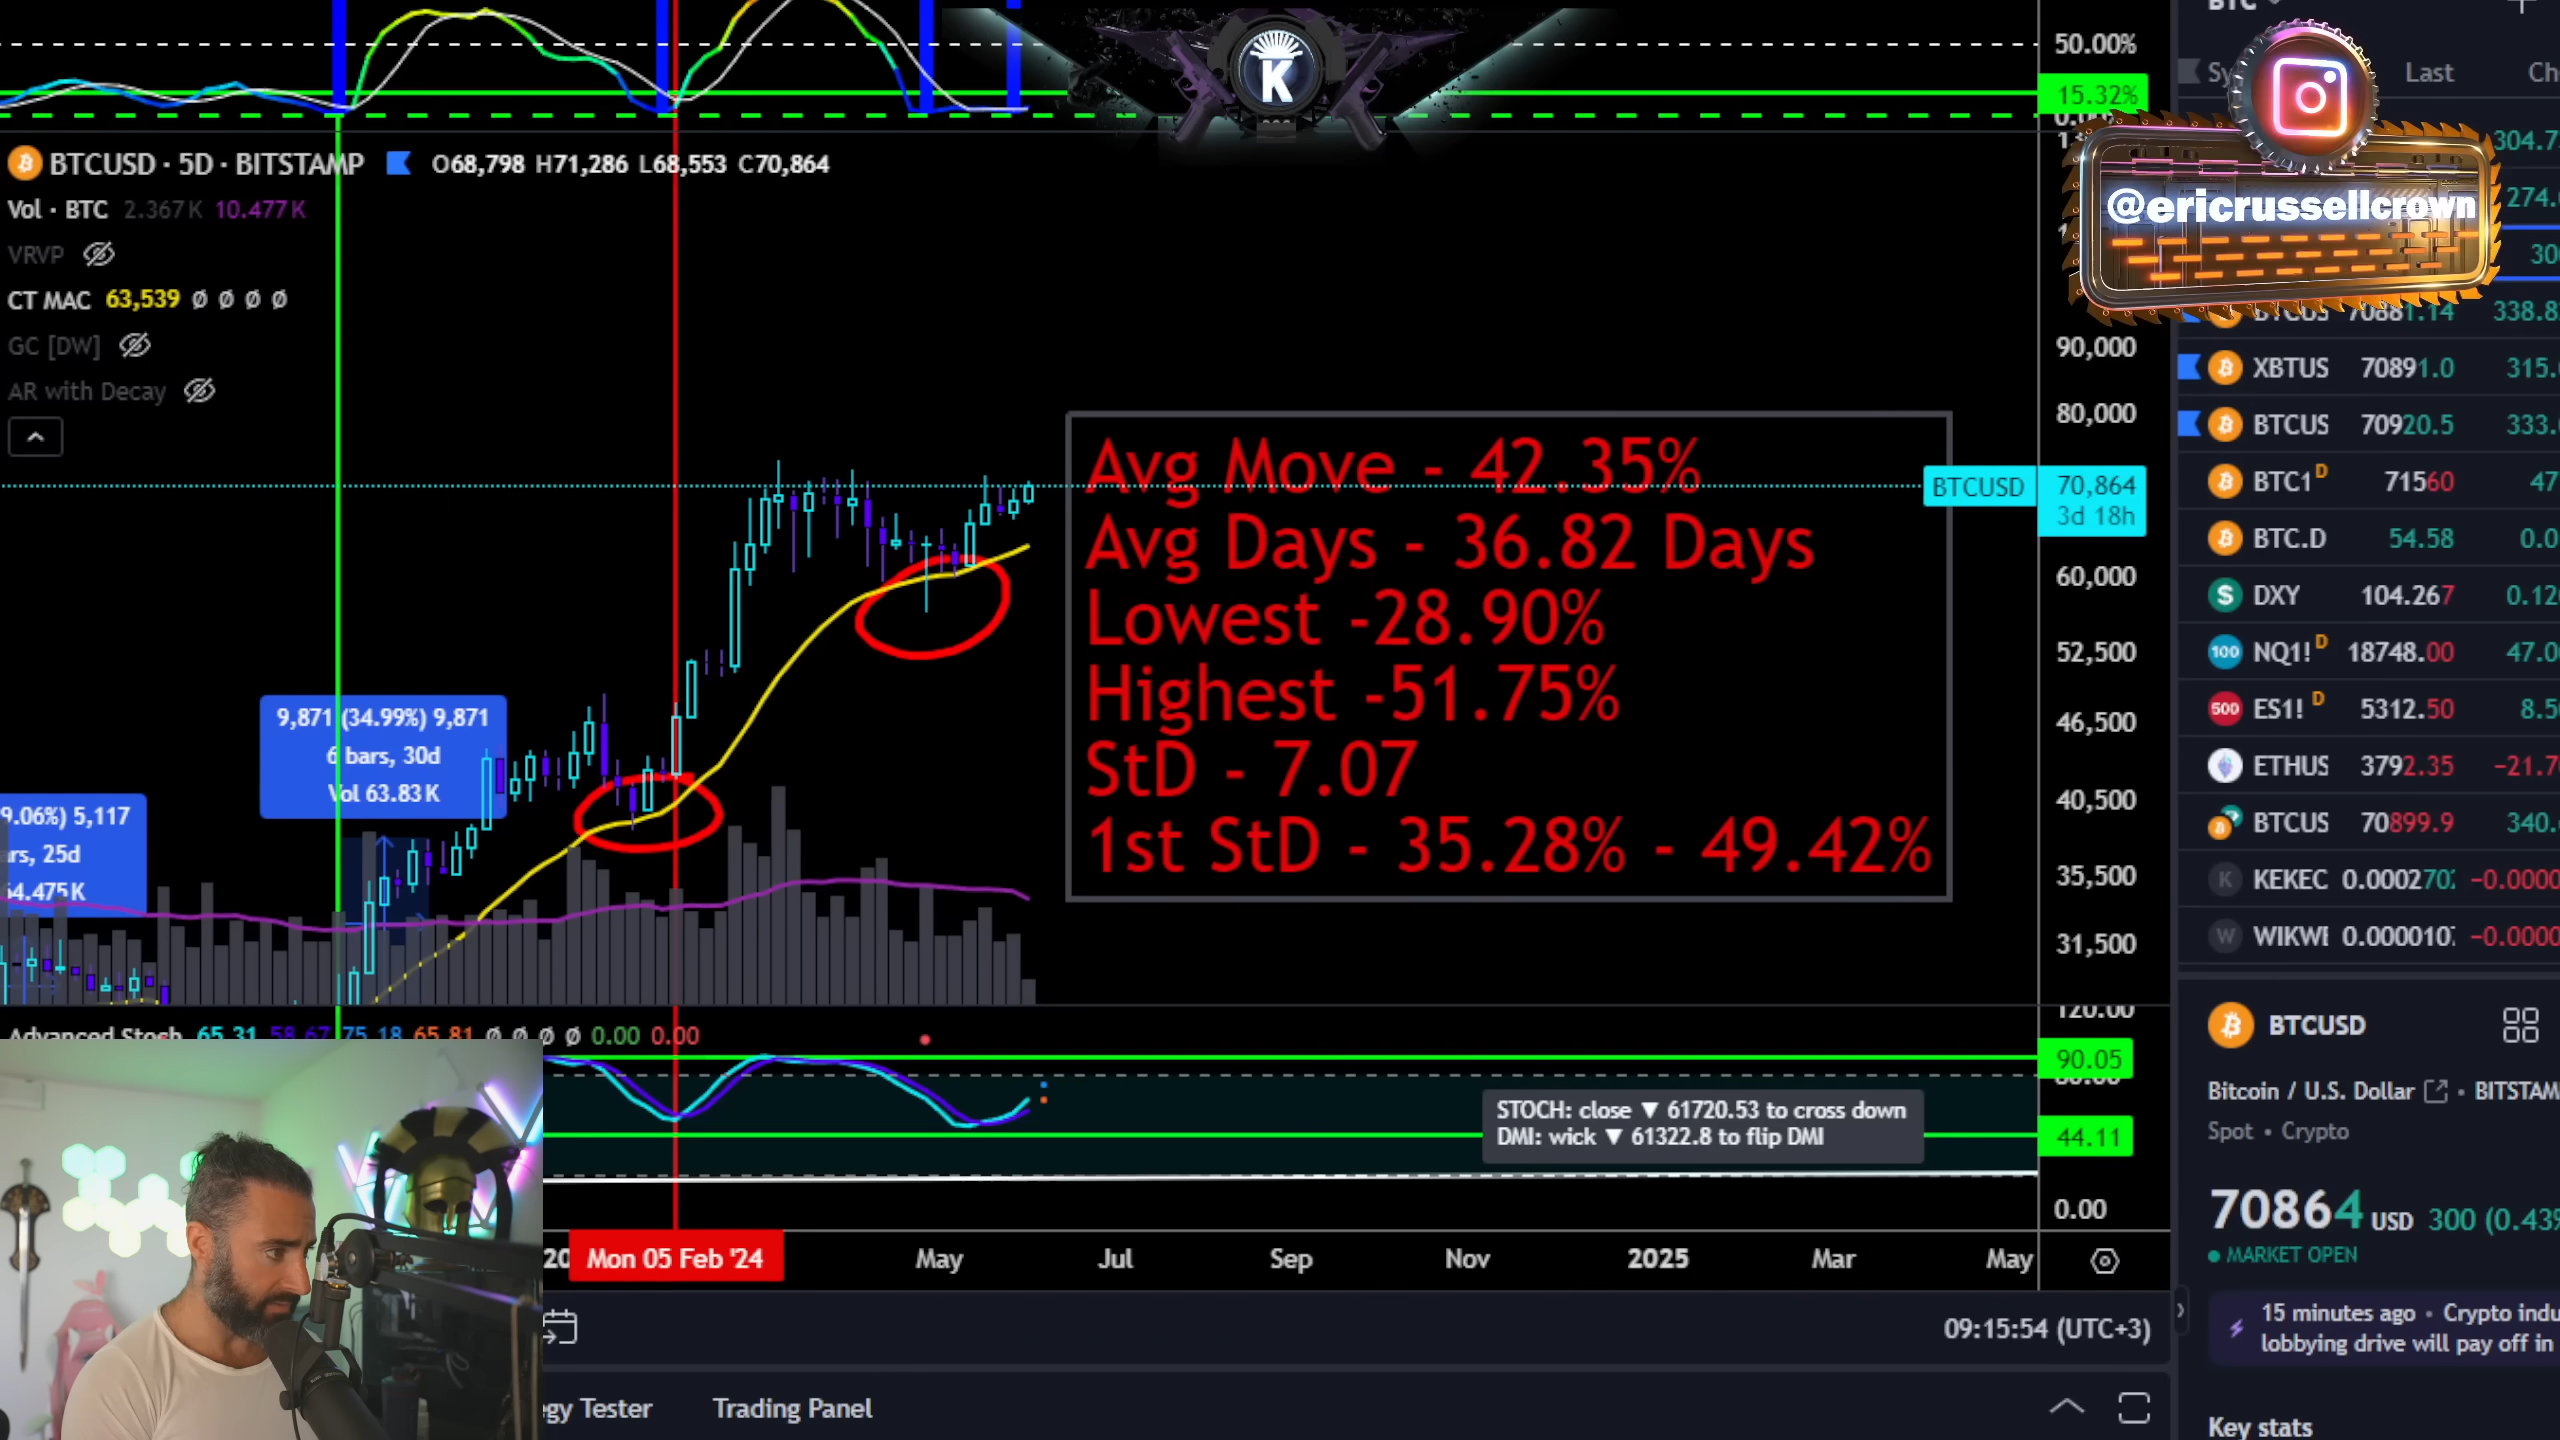 50.00%
15.32%
K
BTC
Last
@ericrussellcrown
BTCUSD · 5D · BITSTAMP O68,798 H71,286 L68,553 C70,864
Vol · BTC 2.367K 10.477K
VRVP
CT MAC 63,539 Ø Ø Ø Ø
GC [DW]
AR with Decay
9,871 (34.99%) 9,871
6 bars, 30d
Vol 63.83K
9.06%) 5,117
25d
64.475K
Avg Move - 42.35%
Avg Days - 36.82 Days
Lowest -28.90%
Highest -51.75%
StD - 7.07
1st StD - 35.28% - 49.42%
90,000
80,000
BTCUSD 70,864
3d 18h
60,000
52,500
46,500
40,500
35,500
31,500
304.7
274.
70881.14 338.8
XBTUS 70891.0 315.
BTCUS 70920.5 333.
BTC1 D 71560 47
BTC.D 54.58 0.0
DXY 104.267 0.12
NQ1! D 18748.00 47.0
ES1! D 5312.50 8.5
ETHUS 3792.35 −21.7
BTCUS 70899.9 340.
KEKEC 0.0002702 −0.0000
WIKWI 0.000010 −0.0000
Advanced Stoch 65.31 58.67 75.18 65.81 Ø Ø Ø Ø 0.00 0.00
120.00
90.05
44.11
0.00
STOCH: close ▼ 61720.53 to cross down
DMI: wick ▼ 61322.8 to flip DMI
Mon 05 Feb '24 May Jul Sep Nov 2025 Mar May
09:15:54 (UTC+3)
gy Tester Trading Panel
BTCUSD
Bitcoin / U.S. Dollar • BITSTAM
Spot • Crypto
70864 USD 300 (0.43%
MARKET OPEN
15 minutes ago • Crypto indu
lobbying drive will pay off in
Key stats